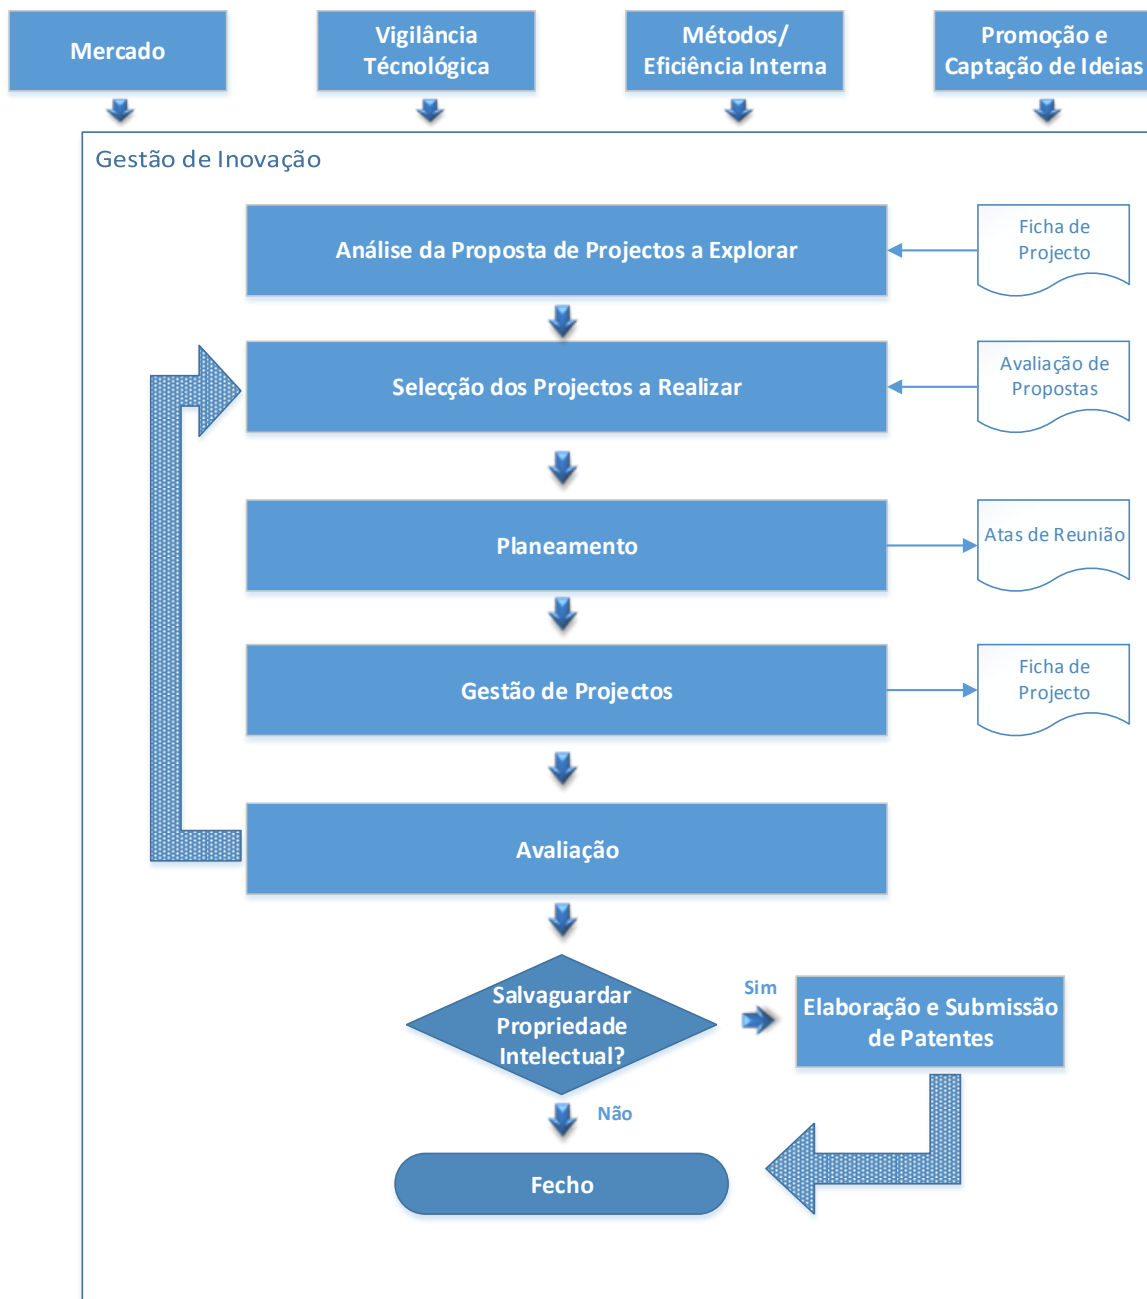 Mercado
Vigilância
Técnológica
Métodos/
Eficiência Interna
Promoção e
Captação de Ideias
Gestão de Inovação
Análise da Proposta de Projectos a Explorar
Ficha de
Projecto
Selecção dos Projectos a Realizar
Avaliação de
Propostas
Planeamento
Atas de Reunião
Gestão de Projectos
Ficha de
Projecto
Avaliação
Salvaguardar
Propriedade
Intelectual?
Sim
Elaboração e Submissão
de Patentes
Não
Fecho